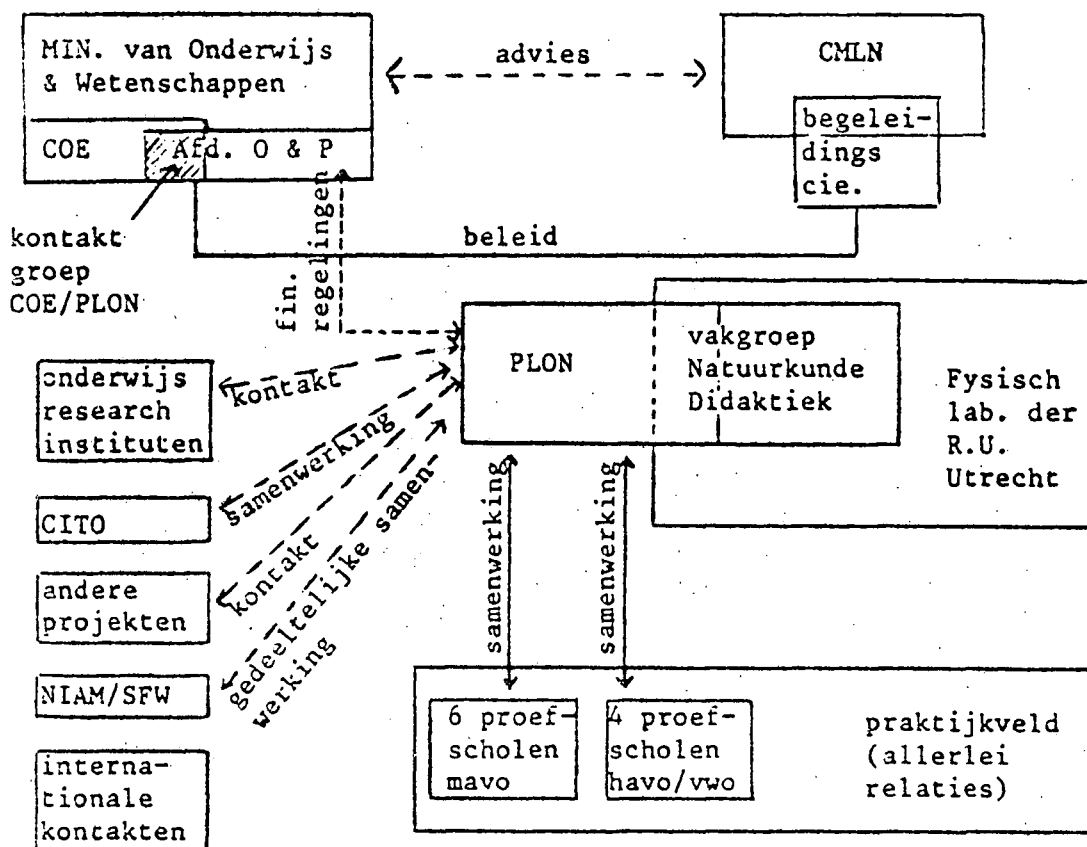 MIN. van Onderwijs
& Wetenschappen
advies
CMLN
begelei-
dings
cie.
COE
Afd. O & P
kontakt
groep
COE/PLON
fin.
regelingen
beleid
PLON
vakgroep
Natuurkunde
Didaktiek
Fysisch
lab. der
R.U.
Utrecht
onderwijs
research
instituten
kontakt
CITO
samenwerking
andere
projekten
kontakt
NIAM/SFW
gedeeltelijke samen-
werking
interna-
tionale
kontakten
samenwerking
samenwerking
6 proef-
scholen
mavo
4 proef-
scholen
havo/vwo
praktijkveld
(allerlei
relaties)